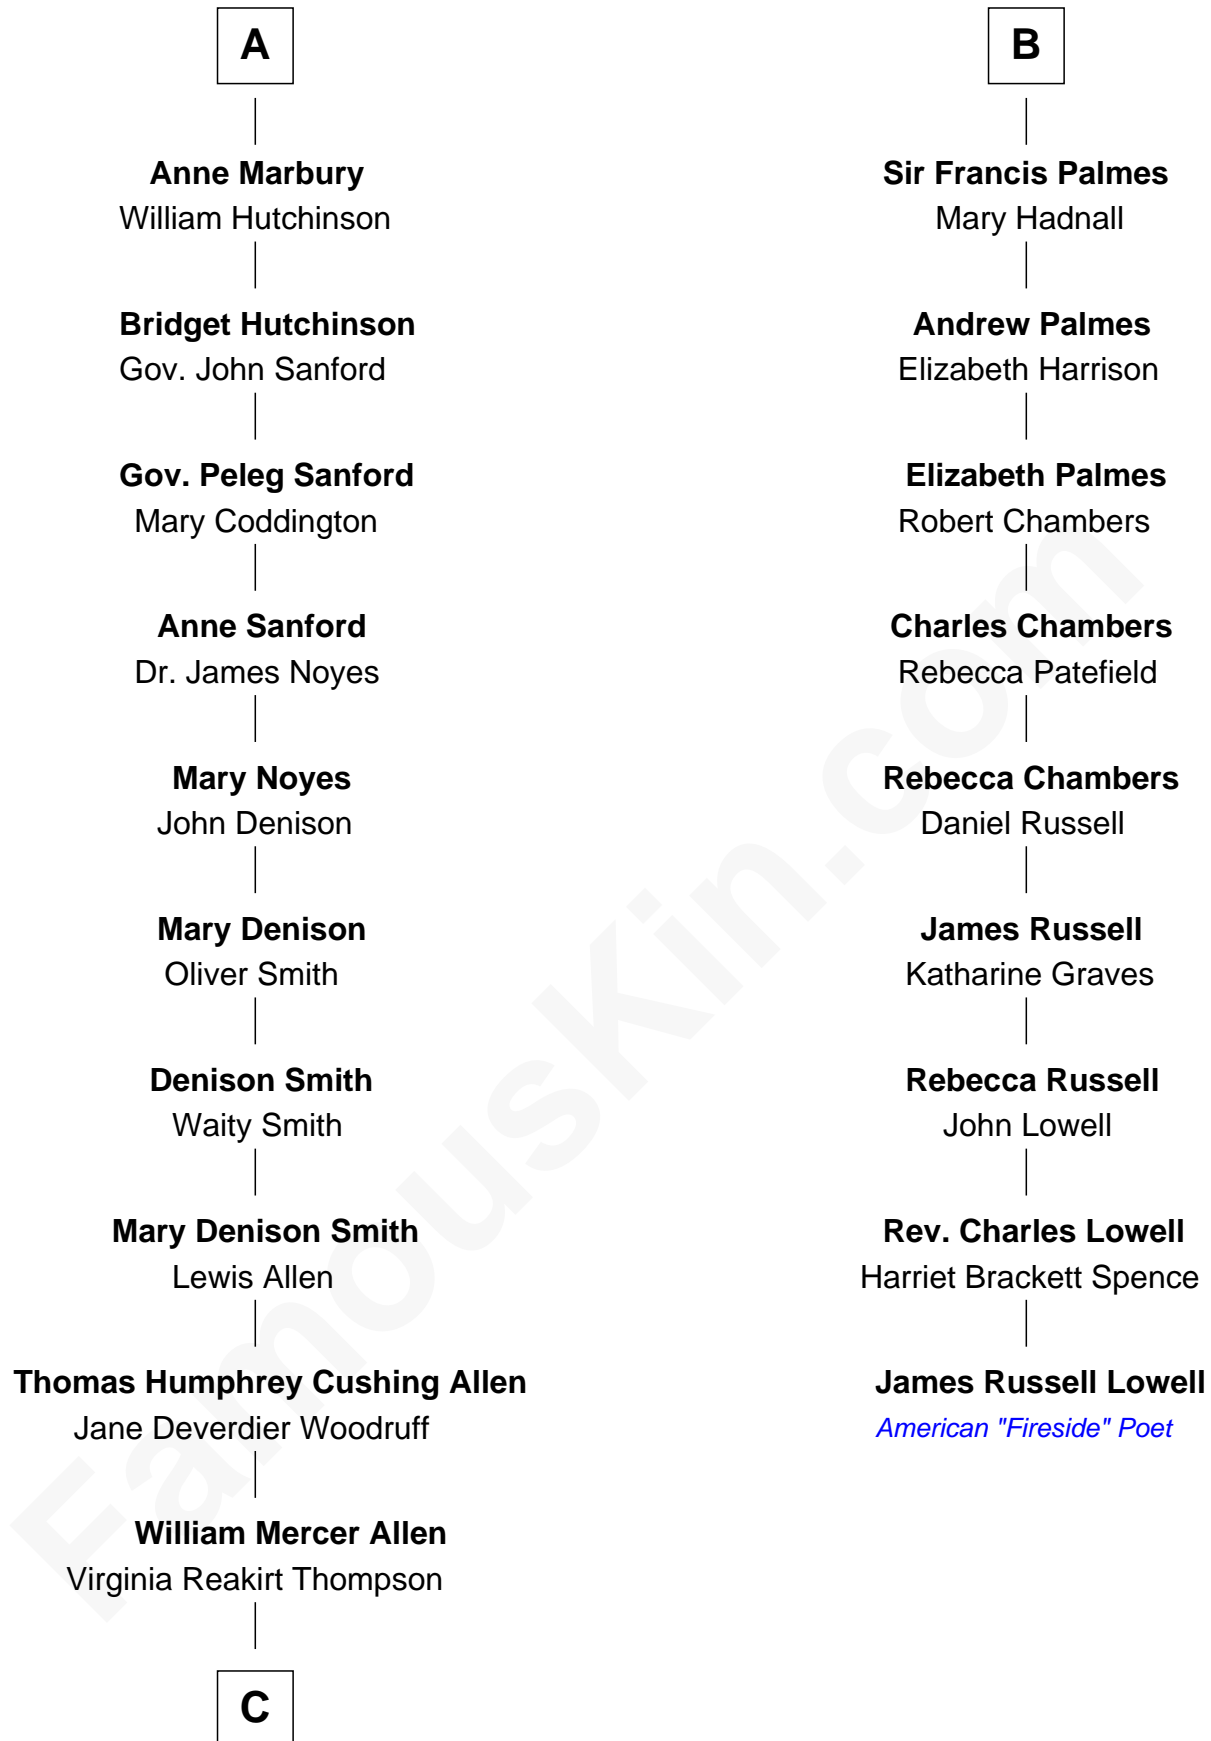 A
Anne Marbury
William Hutchinson
Bridget Hutchinson
Gov. John Sanford
Gov. Peleg Sanford
Mary Coddington
Anne Sanford
Dr. James Noyes
Mary Noyes
John Denison
Mary Denison
Oliver Smith
Denison Smith
Waity Smith
Mary Denison Smith
Lewis Allen
Thomas Humphrey Cushing Allen
Jane Deverdier Woodruff
William Mercer Allen
Virginia Reakirt Thompson
C
B
Sir Francis Palmes
Mary Hadnall
Andrew Palmes
Elizabeth Harrison
Elizabeth Palmes
Robert Chambers
Charles Chambers
Rebecca Patefield
Rebecca Chambers
Daniel Russell
James Russell
Katharine Graves
Rebecca Russell
John Lowell
Rev. Charles Lowell
Harriet Brackett Spence
James Russell Lowell
American "Fireside" Poet
FamousKin.com